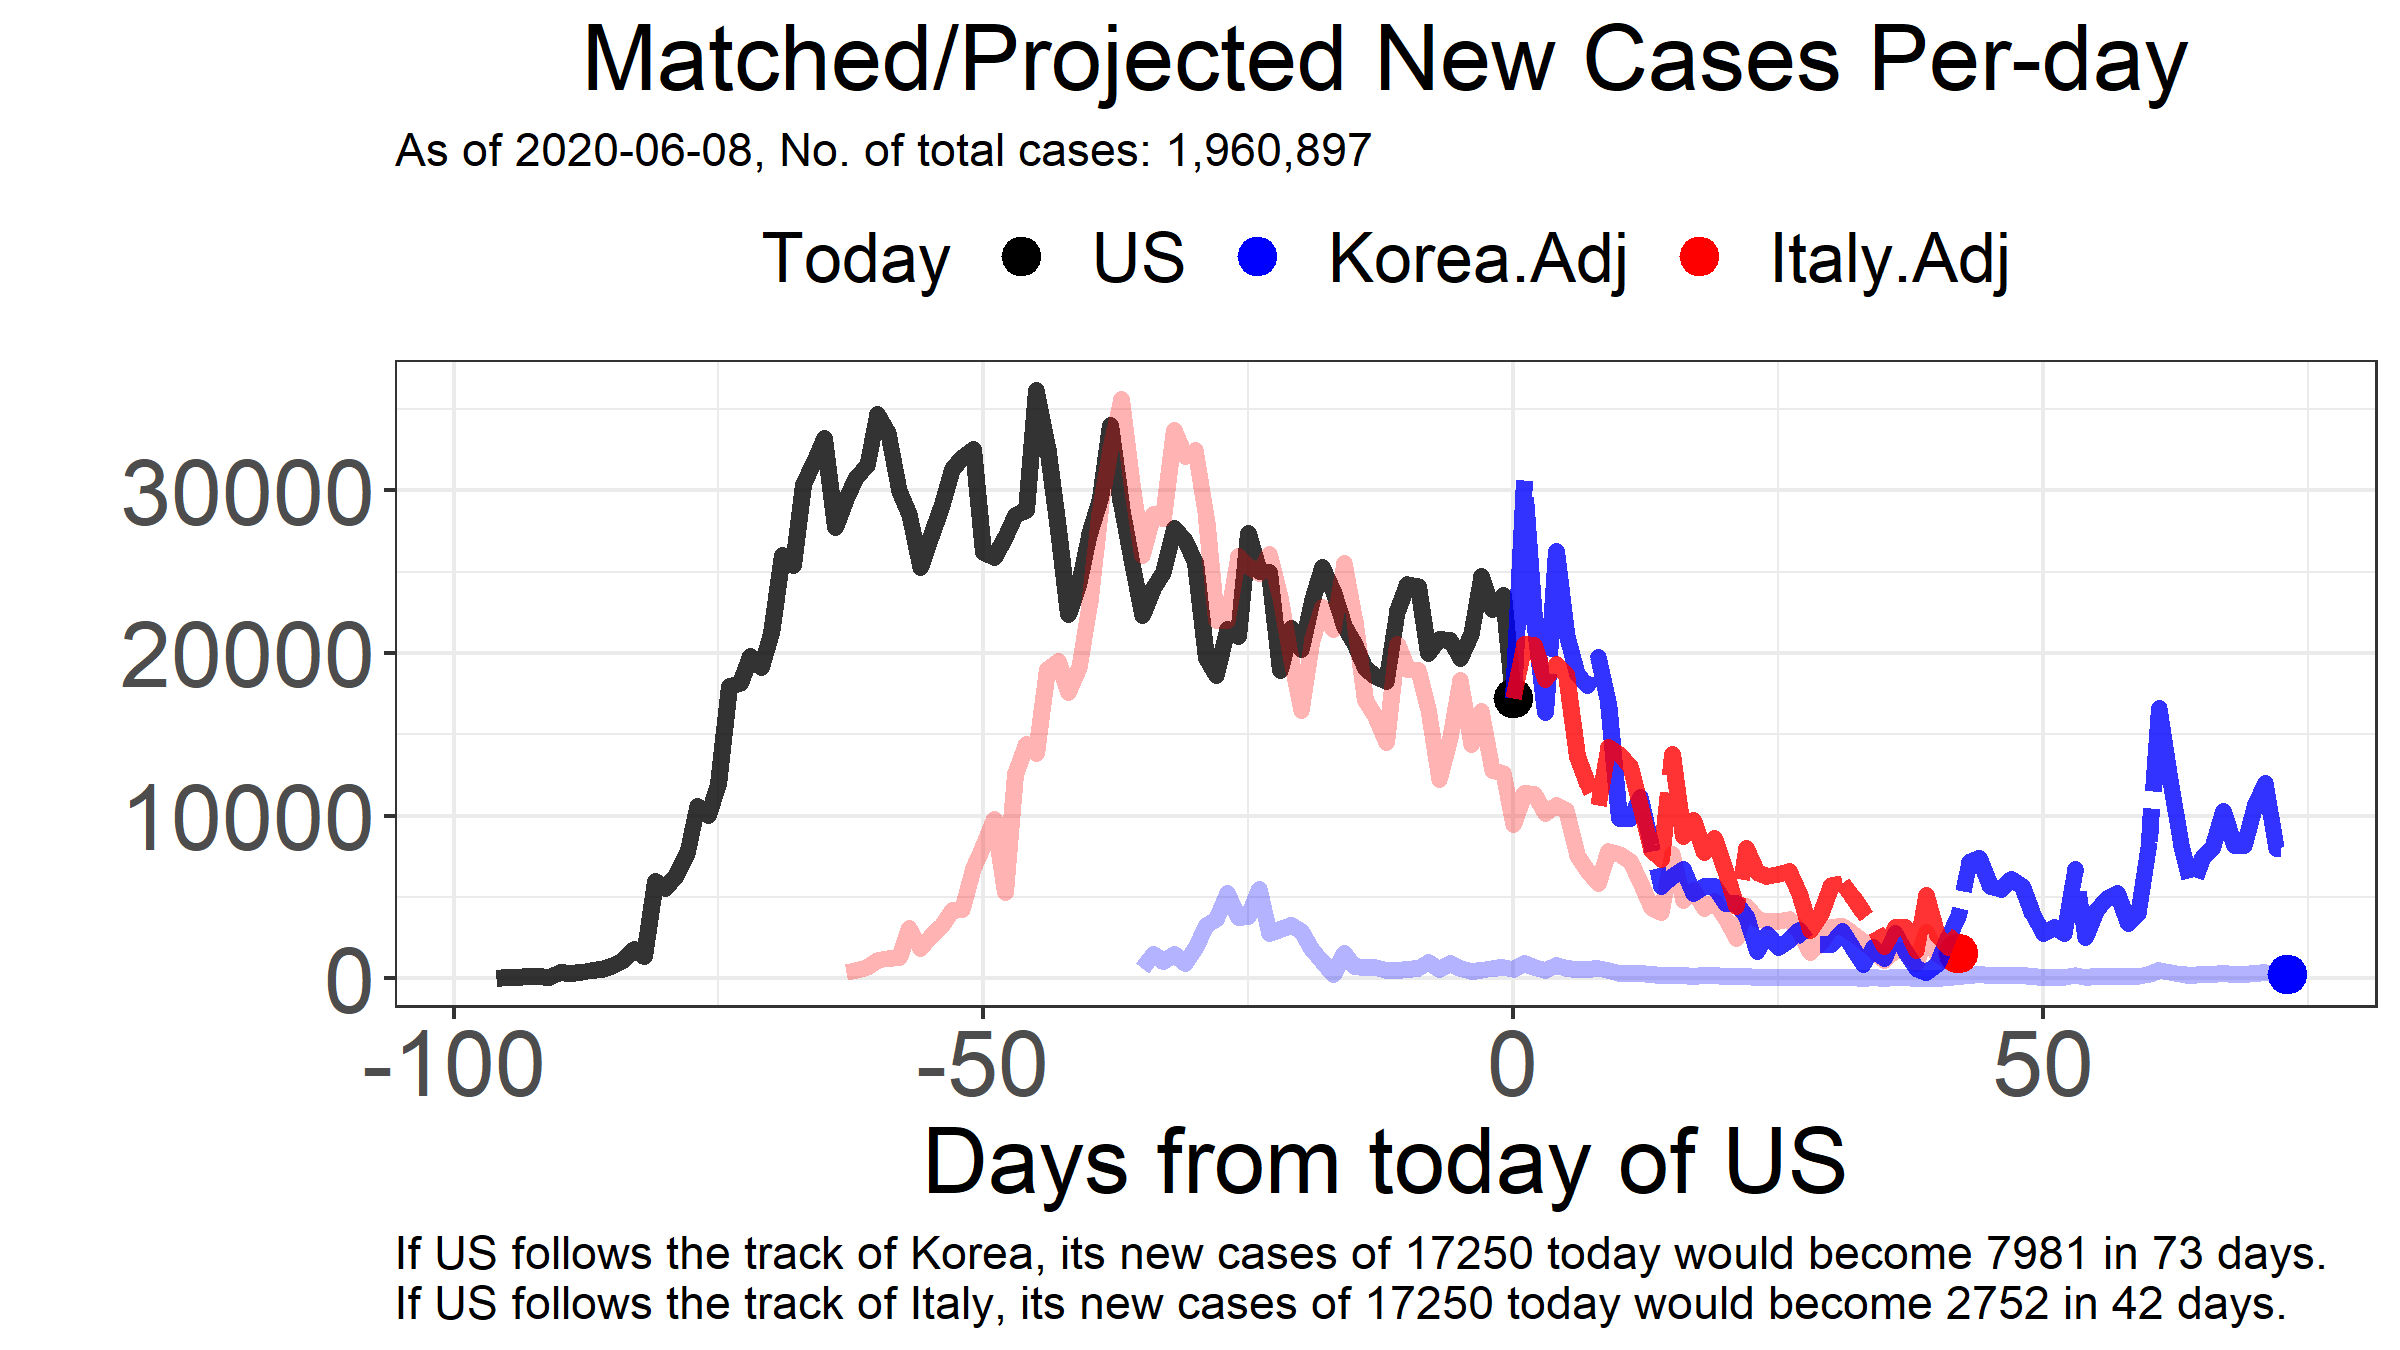 Matched/Projected New Cases Per-day
As of 2020-06-08, No. of total cases: 1,960,897
Today US Korea.Adj Italy.Adj
30000
20000
10000
0
-100 -50 0 50
Days from today of US
If US follows the track of Korea, its new cases of 17250 today would become 7981 in 73 days.
If US follows the track of Italy, its new cases of 17250 today would become 2752 in 42 days.